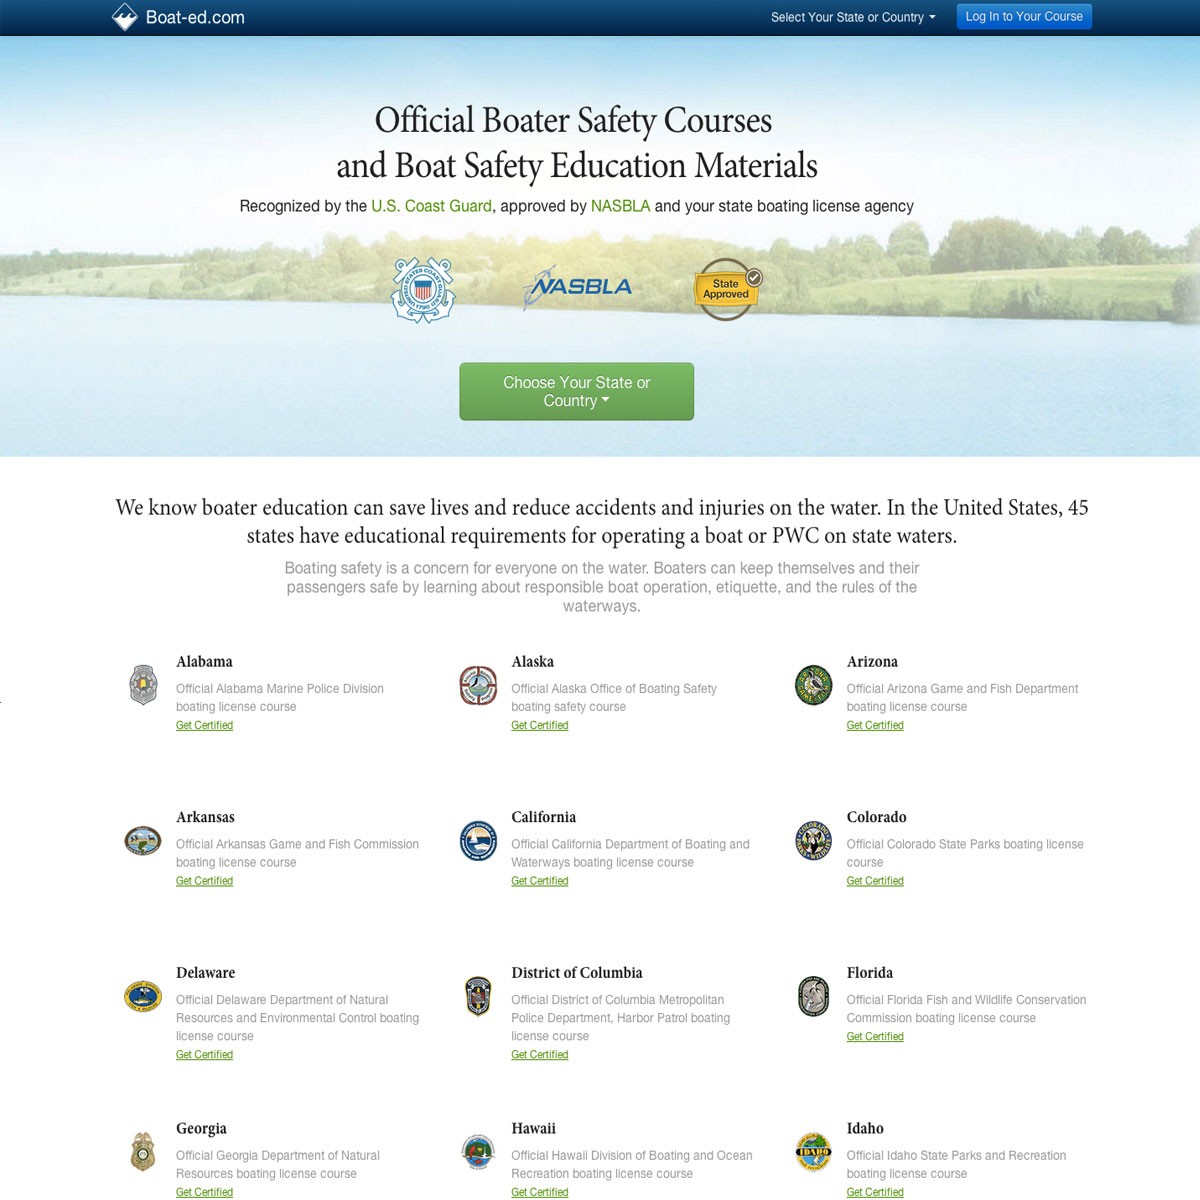 Boat-ed.com
Select Your State or Country
Log In to Your Course
Official Boater Safety Courses
and Boat Safety Education Materials
Recognized by the U.S. Coast Guard, approved by NASBLA and your state boating license agency
NASBLA
State
Approved
Choose Your State or
Country
We know boater education can save lives and reduce accidents and injuries on the water. In the United States, 45
states have educational requirements for operating a boat or PWC on state waters.
Boating safety is a concern for everyone on the water. Boaters can keep themselves and their
passengers safe by learning about responsible boat operation, etiquette, and the rules of the
waterways.
Alabama
Official Alabama Marine Police Division
boating license course
Get Certified
Alaska
Official Alaska Office of Boating Safety
boating safety course
Get Certified
Arizona
Official Arizona Game and Fish Department
boating license course
Get Certified
Arkansas
Official Arkansas Game and Fish Commission
boating license course
Get Certified
California
Official California Department of Boating and
Waterways boating license course
Get Certified
Colorado
Official Colorado State Parks boating license
course
Get Certified
Delaware
Official Delaware Department of Natural
Resources and Environmental Control boating
license course
Get Certified
District of Columbia
Official District of Columbia Metropolitan
Police Department, Harbor Patrol boating
license course
Get Certified
Florida
Official Florida Fish and Wildlife Conservation
Commission boating license course
Get Certified
Georgia
Official Georgia Department of Natural
Resources boating license course
Get Certified
Hawaii
Official Hawaii Division of Boating and Ocean
Recreation boating license course
Get Certified
IDAHO
Idaho
Official Idaho State Parks and Recreation
boating license course
Get Certified